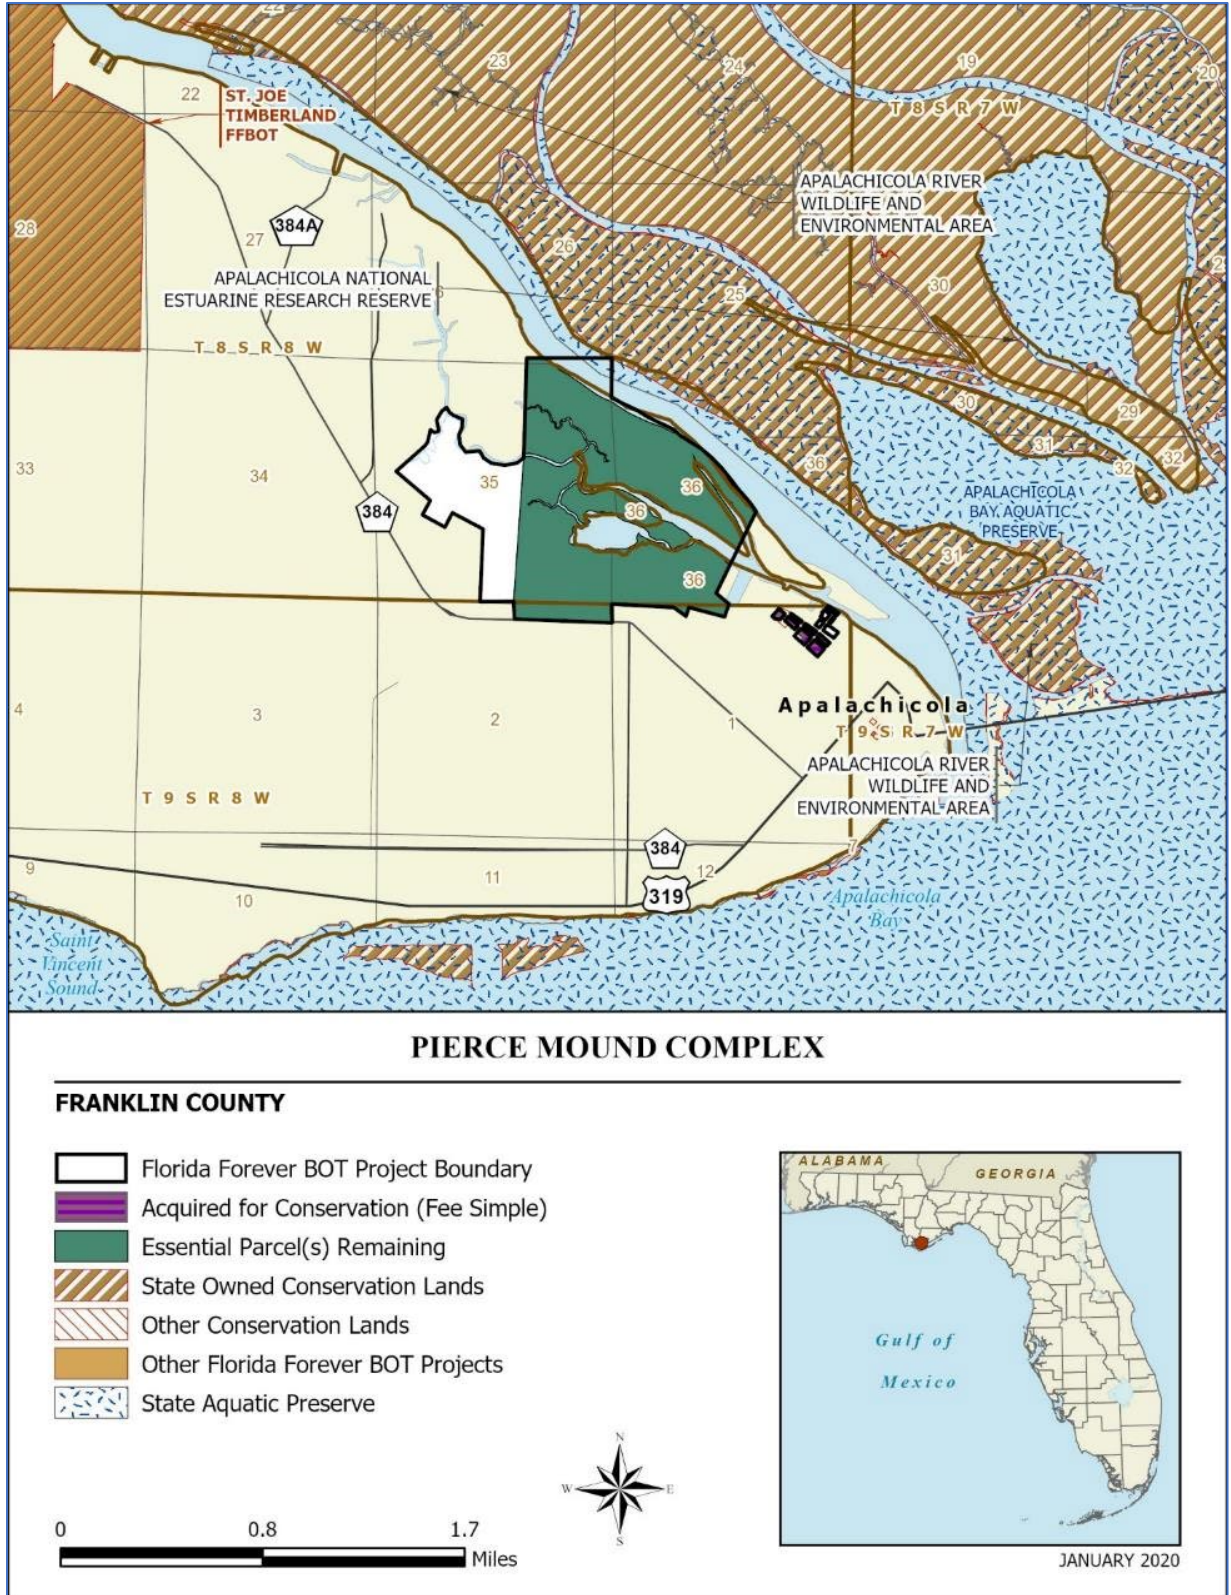 22
23
24
19
20
22
ST. JOE
TIMBERLAND
FFBOT
T 8 S R 7 W
APALACHICOLA RIVER
WILDLIFE AND
ENVIRONMENTAL AREA
384A
28
27
26
25
30
APALACHICOLA NATIONAL
ESTUARINE RESEARCH RESERVE
T 8 S R 8 W
30
29
31
32
32
33
34
35
36
36
36
384
APALACHICOLA
BAY AQUATIC
PRESERVE
31
36
Apalachicola
4
3
2
1
T 9 S R 7 W
APALACHICOLA RIVER
WILDLIFE AND
ENVIRONMENTAL AREA
T 9 S R 8 W
384
7
9
10
11
12
319
Apalachicola
Bay
Saint
Vincent
Sound
PIERCE MOUND COMPLEX
FRANKLIN COUNTY
Florida Forever BOT Project Boundary
Acquired for Conservation (Fee Simple)
Essential Parcel(s) Remaining
State Owned Conservation Lands
Other Conservation Lands
Other Florida Forever BOT Projects
State Aquatic Preserve
ALABAMA
GEORGIA
Gulf of
Mexico
N
W E
S
0 0.8 1.7
Miles
JANUARY 2020